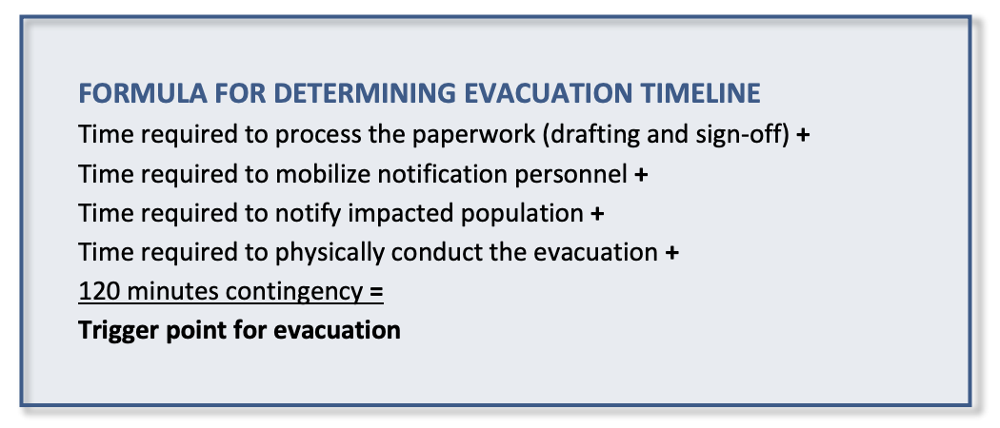 FORMULA FOR DETERMINING EVACUATION TIMELINE
Time required to process the paperwork (drafting and sign-off) +
Time required to mobilize notification personnel +
Time required to notify impacted population +
Time required to physically conduct the evacuation +
120 minutes contingency =
Trigger point for evacuation